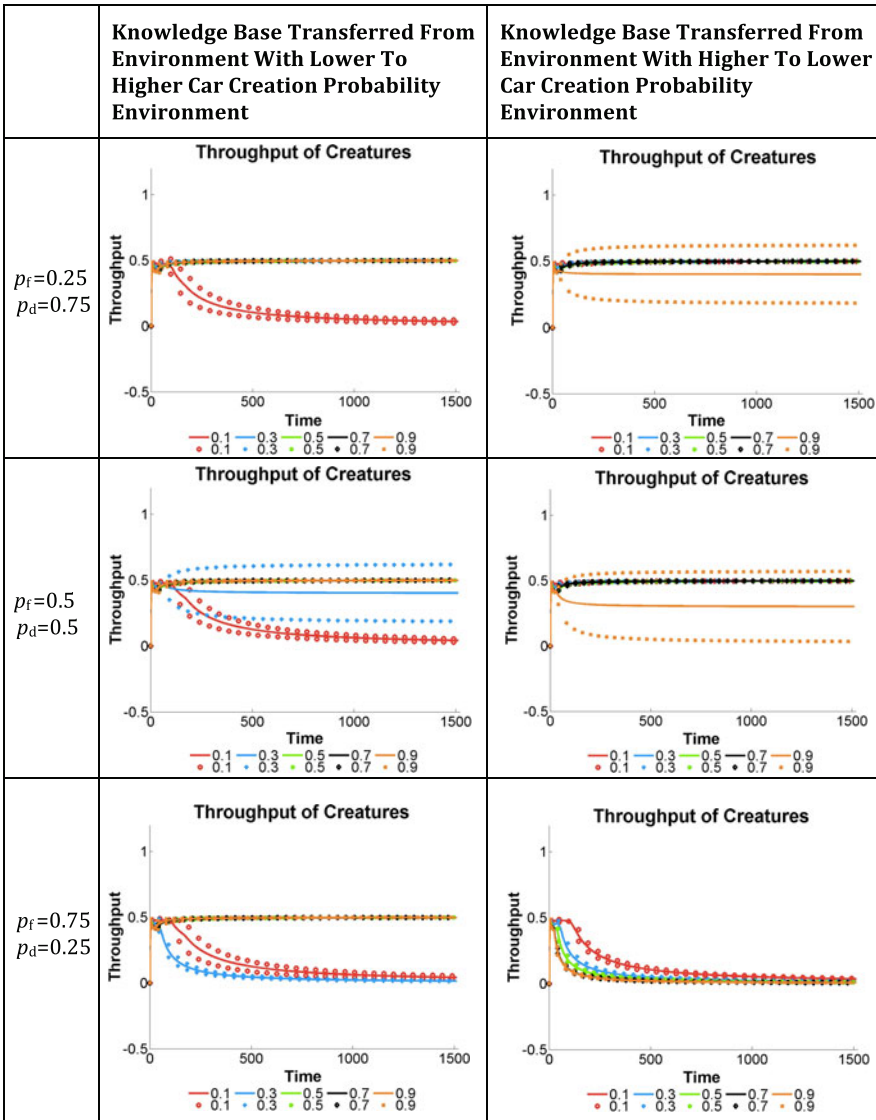 Knowledge Base Transferred From
Environment With Lower To
Higher Car Creation Probability
Environment
Knowledge Base Transferred From
Environment With Higher To Lower
Car Creation Probability
Environment
pf=0.25
pd=0.75
Throughput of Creatures
Throughput
1
0.5
0
-0.5
0
500
1000
1500
Time
0.1 0.3 0.5 0.7 0.9
0.1 0.3 0.5 0.7 0.9
Throughput of Creatures
Throughput
1
0.5
0
-0.5
0
500
1000
1500
Time
0.1 0.3 0.5 0.7 0.9
0.1 0.3 0.5 0.7 0.9
pf=0.5
pd=0.5
Throughput of Creatures
Throughput
1
0.5
0
-0.5
0
500
1000
1500
Time
0.1 0.3 0.5 0.7 0.9
0.1 0.3 0.5 0.7 0.9
Throughput of Creatures
Throughput
1
0.5
0
-0.5
0
500
1000
1500
Time
0.1 0.3 0.5 0.7 0.9
0.1 0.3 0.5 0.7 0.9
pf=0.75
pd=0.25
Throughput of Creatures
Throughput
1
0.5
0
-0.5
0
500
1000
1500
Time
0.1 0.3 0.5 0.7 0.9
0.1 0.3 0.5 0.7 0.9
Throughput of Creatures
Throughput
1
0.5
0
-0.5
0
500
1000
1500
Time
0.1 0.3 0.5 0.7 0.9
0.1 0.3 0.5 0.7 0.9